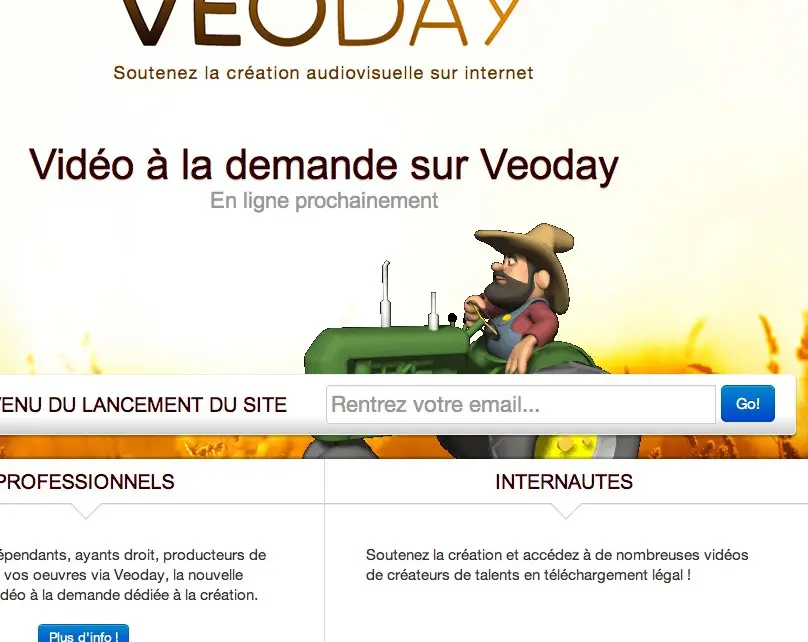 VEODAY
Soutenez la création audiovisuelle sur internet
Vidéo à la demande sur Veoday
En ligne prochainement
VENU DU LANCEMENT DU SITE
Rentrez votre email...
Go!
PROFESSIONNELS
épendants, ayants droit, producteurs de
vos oeuvres via Veoday, la nouvelle
déo à la demande dédiée à la création.
Plus d'info !
INTERNAUTES
Soutenez la création et accédez à de nombreuses vidéos
de créateurs de talents en téléchargement légal !